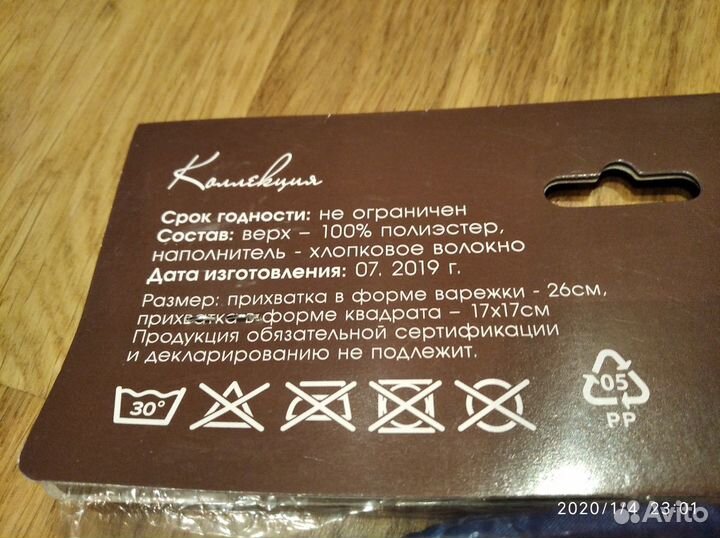 Коллекция
Срок годности: не ограничен
Состав: верх – 100% полиэстер,
наполнитель - хлопковое волокно
Дата изготовления: 07. 2019 г.
Размер: прихватка в форме варежки - 26см,
прихватка в форме квадрата – 17х17см
Продукция обязательной сертификации
и декларированию не подлежит.
30°
05
PP
2020/1/4 23:01
Avito